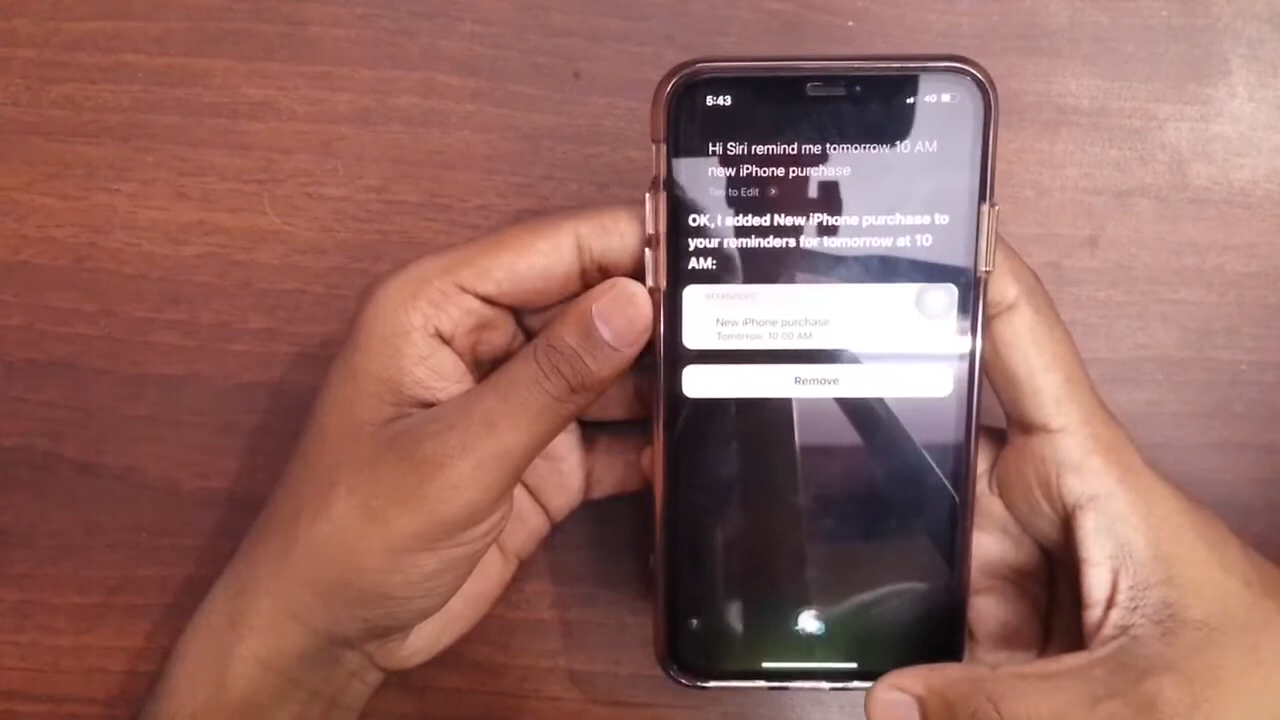 5:43
4G
Hi Siri remind me tomorrow 10 AM
new iPhone purchase
Tap to Edit >
OK, I added New iPhone purchase to
your reminders for tomorrow at 10
AM:
REMINDERS
New iPhone purchase
Tomorrow, 10:00 AM
Remove
?